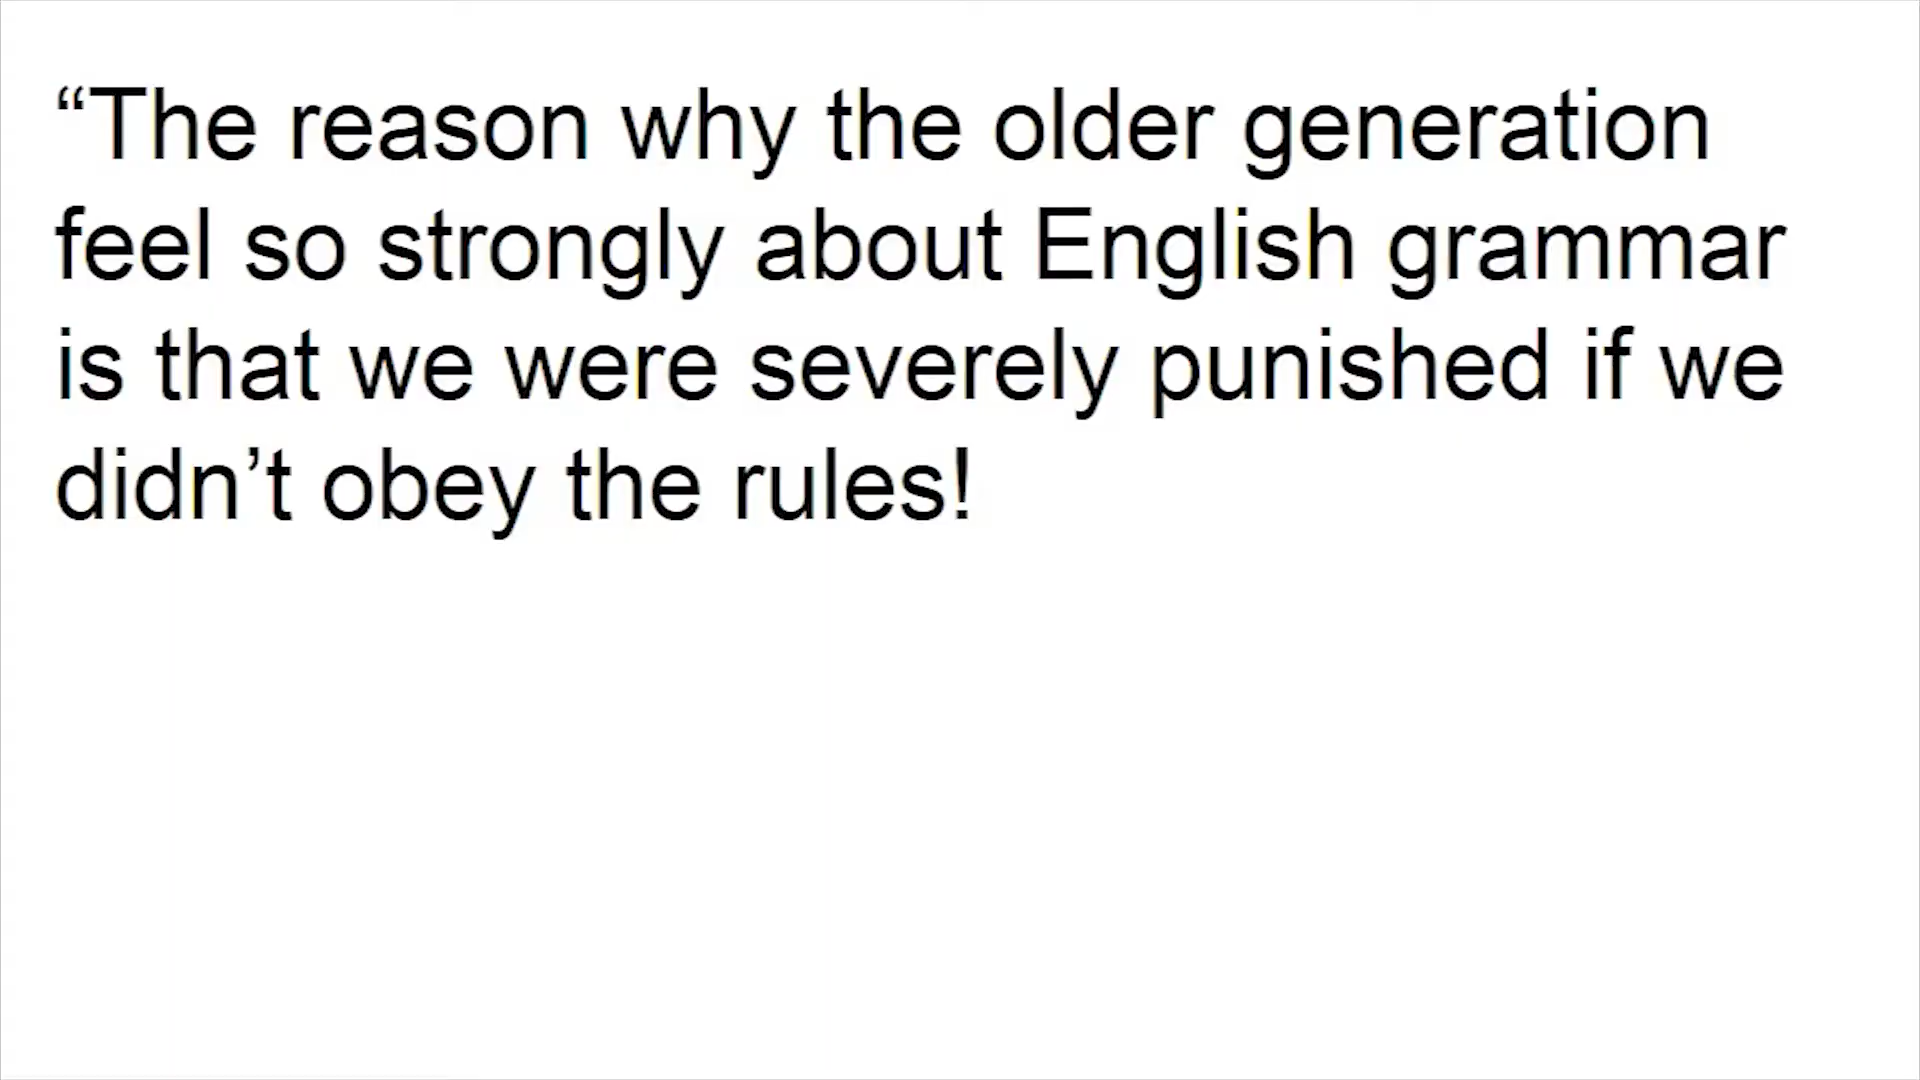 “The reason why the older generation
feel so strongly about English grammar
is that we were severely punished if we
didn’t obey the rules!